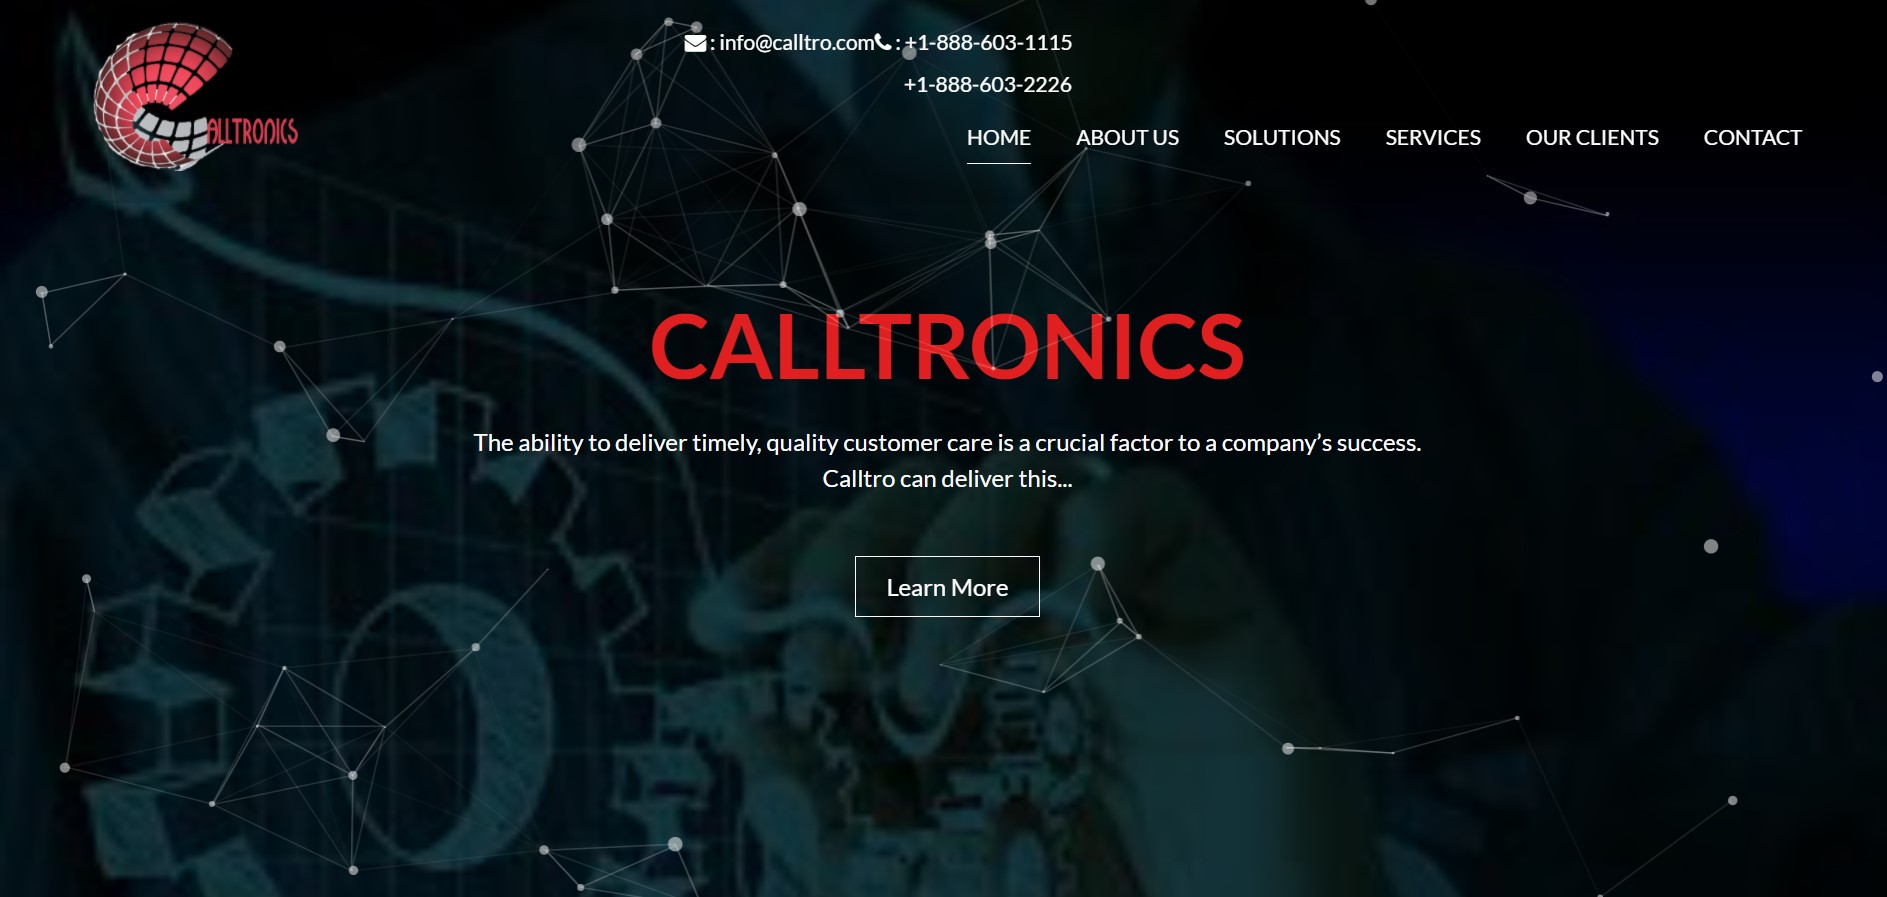 ALLTRONICS
: info@calltro.com : +1-888-603-1115
+1-888-603-2226
HOME ABOUT US SOLUTIONS SERVICES OUR CLIENTS CONTACT
CALLTRONICS
The ability to deliver timely, quality customer care is a crucial factor to a company’s success.
Calltro can deliver this...
Learn More